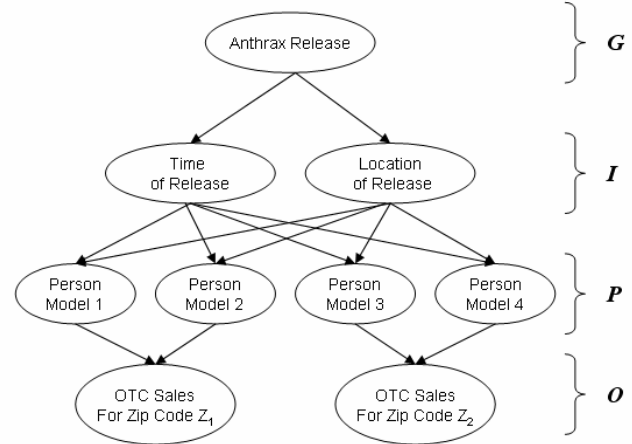 Anthrax Release
G
Time
of Release
Location
of Release
I
Person
Model 1
Person
Model 2
Person
Model 3
Person
Model 4
P
OTC Sales
For Zip Code Z1
OTC Sales
For Zip Code Z2
O